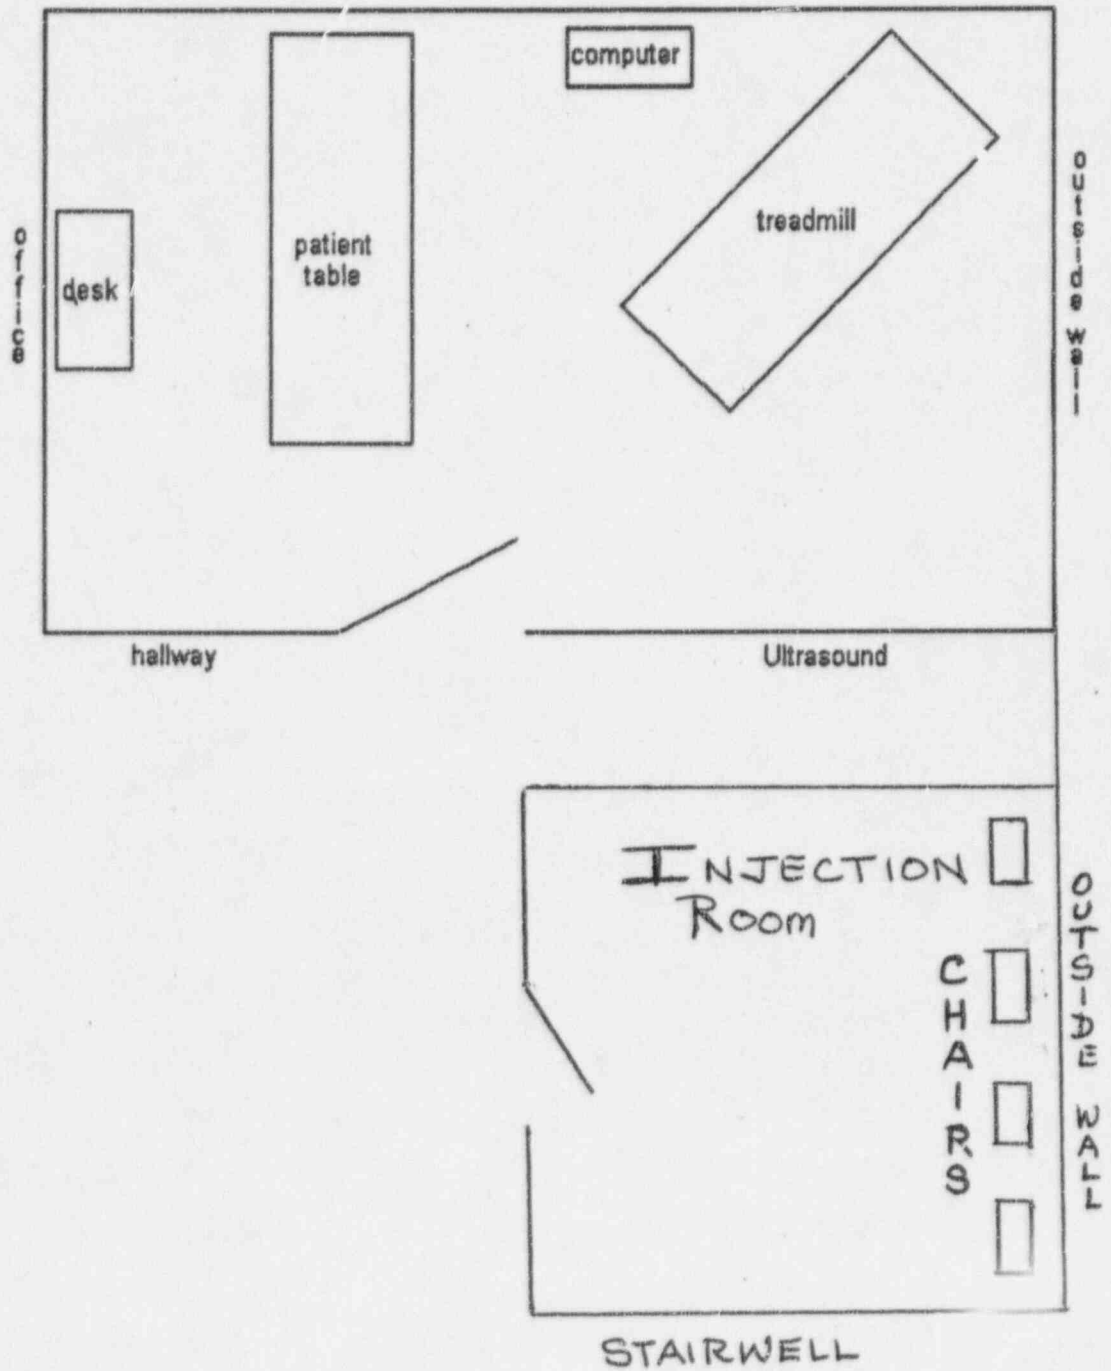 computer
treadmill
patient
table
desk
office
outside wall
hallway
Ultrasound
INJECTION
ROOM
CHAIRS
OUTSIDE WALL
STAIRWELL